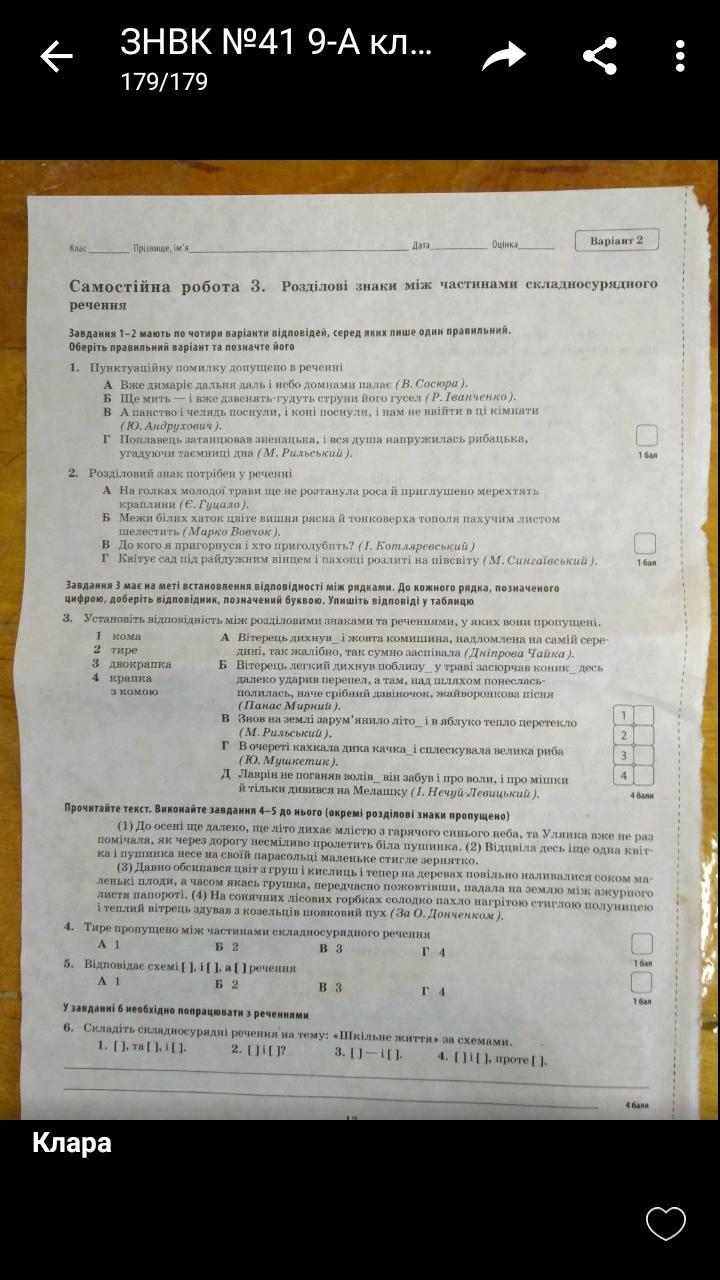 ЗНВК №41 9-А кл...
179/179
Клас Прізвище, ім'я Дата Оцінка Варіант 2
Самостійна робота 3. Розділові знаки між частинами складносурядного
речення
Завдання 1–2 мають по чотири варіанти відповідей, серед яких лише один правильний.
Оберіть правильний варіант та позначте його
1. Пунктуаційну помилку допущено в реченні
А Вже димаріє дальня даль і небо домнами палає (В. Сосюра).
Б Ще мить — і вже дзвенять-гудуть струни його гусел (Р. Іванченко).
В А панство і челядь поснули, і коні поснули, і нам не ввійти в ці кімнати
(Ю. Андрухович).
Г Поплавець затанцював зненацька, і вся душа напружилась рибацька,
угадуючи таємниці дна (М. Рильський).
1 бал
2. Розділовий знак потрібен у реченні
А На голках молодої трави ще не розтанула роса й приглушено мерехтять
краплини (Є. Гуцало).
Б Межи білих хаток цвіте вишня рясна й тонковерха тополя пахучим листом
шелестить (Марко Вовчок).
В До кого я пригорнуся і хто приголубить? (І. Котляревський)
Г Квітує сад під райдужним вінцем і пахощі розлиті на півсвіту (М. Сингаївський).
1 бал
Завдання 3 має на меті встановлення відповідності між рядками. До кожного рядка, позначеного
цифрою, доберіть відповідник, позначений буквою. Упишіть відповіді у таблицю
3. Установіть відповідність між розділовими знаками та реченнями, у яких вони пропущені.
1 кома
2 тире
3 двокрапка
4 крапка
з комою
А Вітерець дихнув_ і жовта комишина, надломлена на самій сере-
дині, так жалібно, так сумно заспівала (Дніпрова Чайка).
Б Вітерець легкий дихнув поблизу_ у траві засюрчав коник_ десь
далеко ударив перепел, а там, над шляхом понеслась-
полилась, наче срібний дзвіночок, жайворонкова пісня
(Панас Мирний).
В Знов на землі зарум'янило літо_ і в яблуко тепло церетекло
(М. Рильський).
Г В очереті кахкала дика качка_і сплескувала велика риба
(Ю. Мушкетик).
Д Лаврін не поганяв волів_ він забув і про воли, і про мішки
й тільки дивився на Мелашку (І. Нечуй-Левицький).
1
2
3
4
4 бали
Прочитайте текст. Виконайте завдання 4–5 до нього (окремі розділові знаки пропущено)
(1) До осені ще далеко, ще літо дихає млістю з гарячого синього неба, та Улянка вже не раз
помічала, як через дорогу несміливо пролетить біла пушинка. (2) Відцвіла десь іще одна квіт-
ка і пушинка несе на своїй парасольці маленьке стигле зернятко.
(3) Давно обсипався цвіт з груш і кислиць і тепер на деревах повільно наливалися соком ма-
ленькі плоди, а часом якась грушка, передчасно пожовтівши, падала на землю між ажурного
листя папороті. (4) На сонячних лісових горбках солодко пахло нагрітою стиглою полуницею
і теплий вітрець здував з козельців шовковий пух (За О. Донченком).
4. Тире пропущено між частинами складносурядного речення
А 1 Б 2 В 3 Г 4
1 бал
5. Відповідає схемі [ ], і [ ], а [ ] речення
А 1 Б 2 В 3 Г 4
1 бал
У завданні 6 необхідно попрацювати з реченнями
6. Складіть складносурядні речення на тему: «Шкільне життя» за схемами.
1. [ ], та [ ], і [ ]. 2. [ ] і [ ]? 3. [ ] — і [ ]. 4. [ ] і [ ], проте [ ].
4 бали
Клара